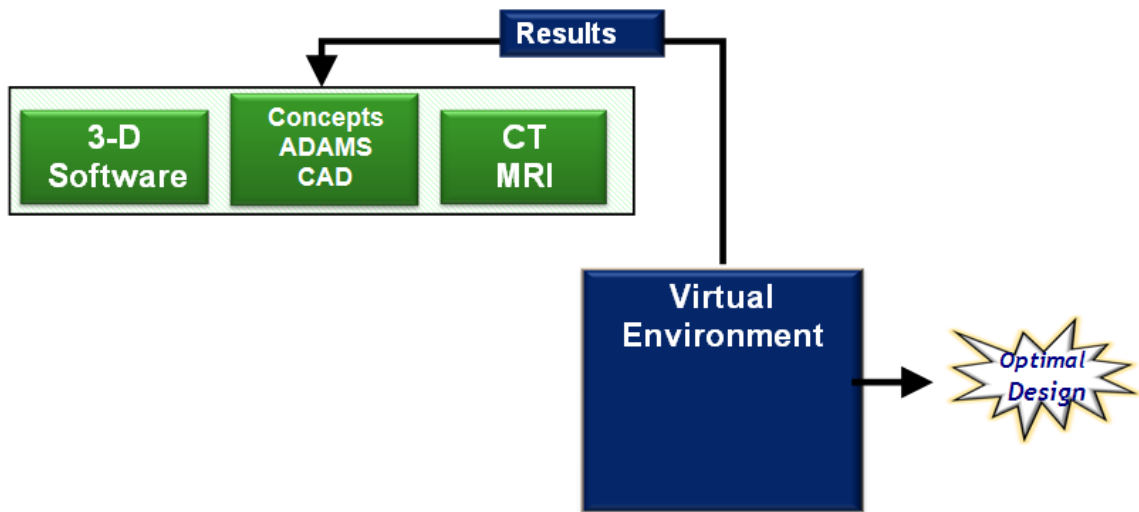 Results
3-D
Software
Concepts
ADAMS
CAD
CT
MRI
Virtual
Environment
Optimal
Design